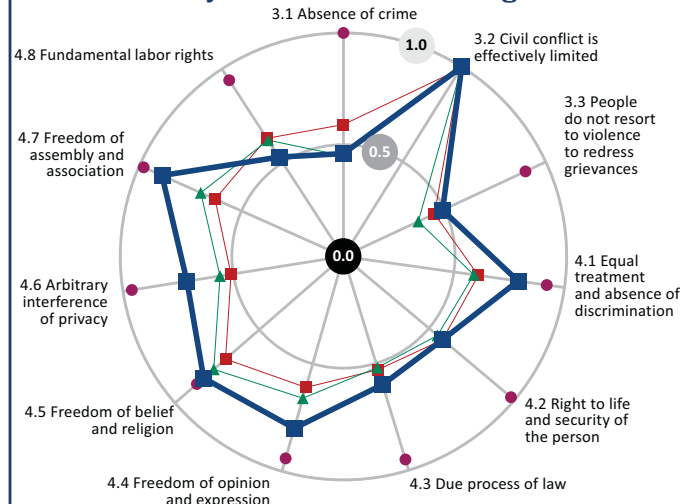 3.1 Absence of crime
1.0
3.2 Civil conflict is
effectively limited
4.8 Fundamental labor rights
3.3 People
do not resort
to violence
to redress
grievances
4.7 Freedom of
assembly and
association
0.5
0.0
4.1 Equal
treatment
and absence of
discrimination
4.6 Arbitrary
interference
of privacy
4.2 Right to life
and security of
the person
4.5 Freedom of belief
and religion
4.3 Due process of law
4.4 Freedom of opinion
and expression